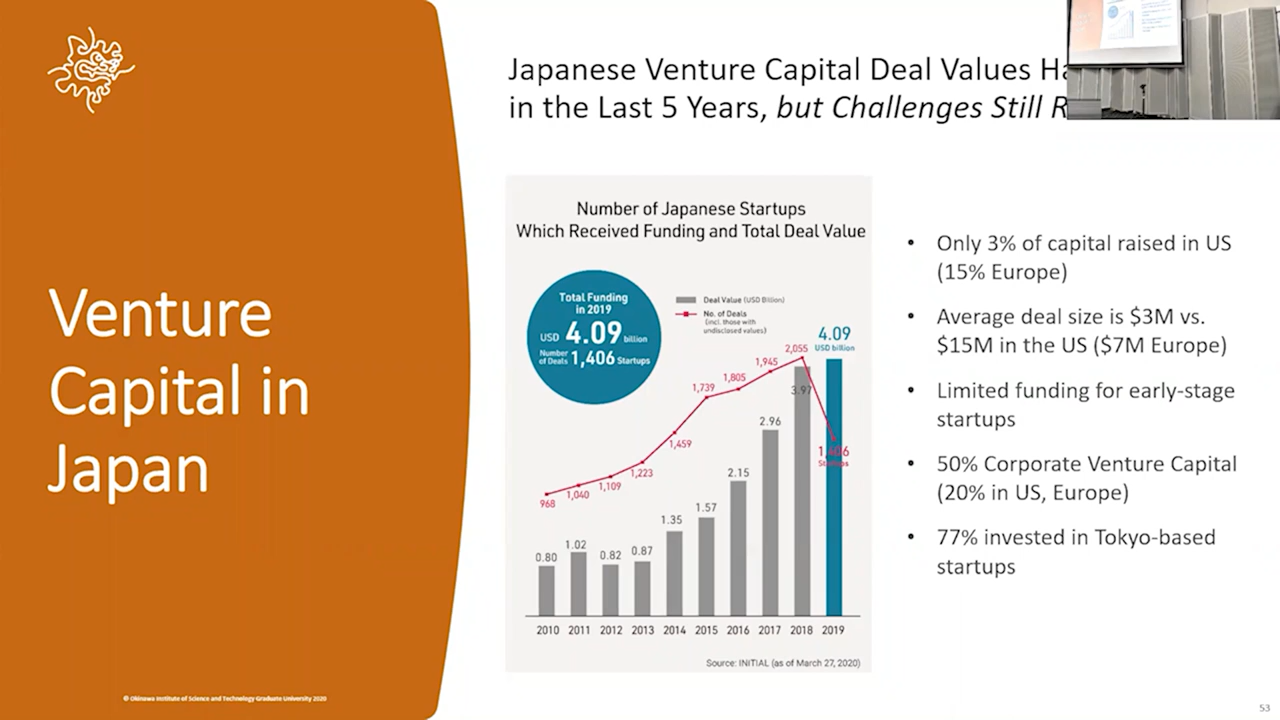 Japanese Venture Capital Deal Values
in the Last 5 Years, but Challenges Still
Venture
Capital in
Japan
Number of Japanese Startups
Which Received Funding and Total Deal Value
Total Funding
in 2019
USD 4.09 billion
Number
of Deals 1,406 Startups
Deal Value (USD Billion)
No. of Deals
(incl. those with
undisclosed values)
4.09
USD billion
968
1,040
1,109
1,223
1,459
1,739
1,805
1,945
2,055
1,406
Startups
0.80
1.02
0.82
0.87
1.35
1.57
2.15
2.96
3.97
2010 2011 2012 2013 2014 2015 2016 2017 2018 2019
Source: INITIAL (as of March 27, 2020)
• Only 3% of capital raised in US
(15% Europe)
• Average deal size is $3M vs.
$15M in the US ($7M Europe)
• Limited funding for early-stage
startups
• 50% Corporate Venture Capital
(20% in US, Europe)
• 77% invested in Tokyo-based
startups
© Okinawa Institute of Science and Technology Graduate University 2020
53